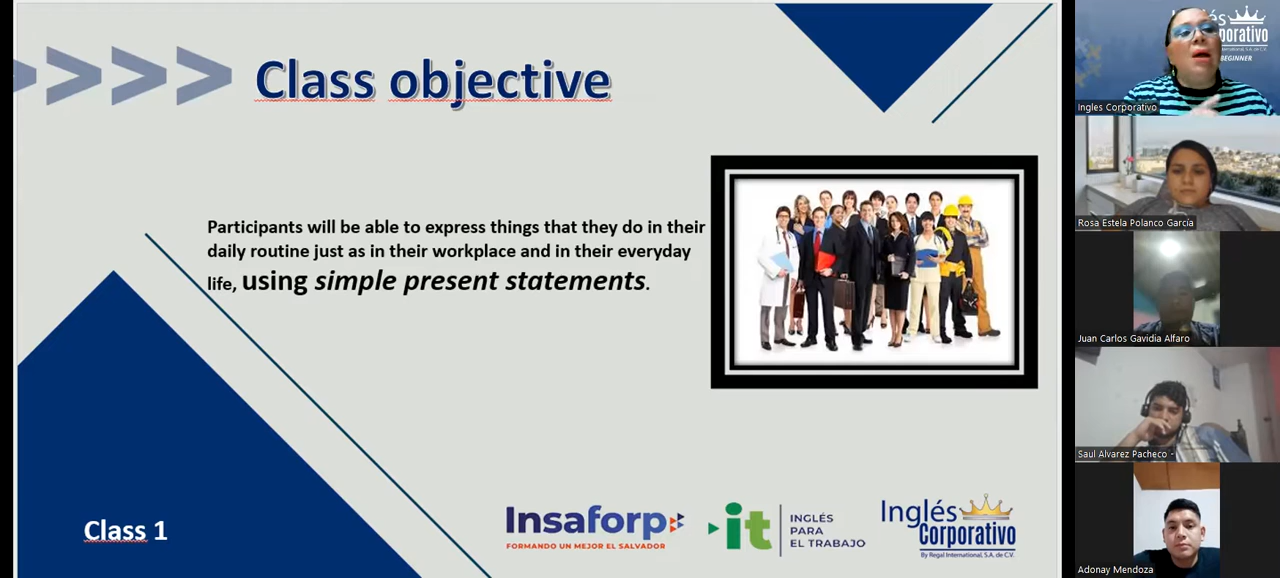 Class objective
Participants will be able to express things that they do in their
daily routine just as in their workplace and in their everyday
life, using simple present statements.
Class 1
Insaforp
FORMANDO UN MEJOR EL SALVADOR
it
INGLÉS
PARA
EL TRABAJO
Inglés
Corporativo
By Regal International, S.A. de C.V.
BEGINNER
Ingles Corporativo
Rosa Estela Polanco García
Juan Carlos Gavidia Alfaro
Saul Alvarez Pacheco -
Adonay Mendoza